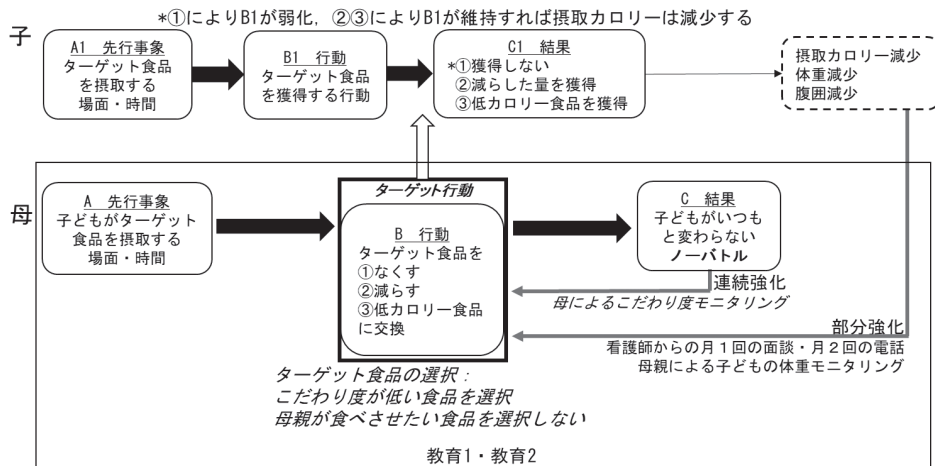 *①によりB1が弱化，②③によりB1が維持すれば摂取カロリーは減少する
子
A1　先行事象
ターゲット食品
を摂取する
場面・時間
B1　行動
ターゲット食品
を獲得する行動
C1　結果
*①獲得しない
②減らした量を獲得
③低カロリー食品を獲得
摂取カロリー減少
体重減少
腹囲減少
母
A　先行事象
子どもがターゲット
食品を摂取する
場面・時間
ターゲット行動
B　行動
ターゲット食品を
①なくす
②減らす
③低カロリー食品
に交換
C　結果
子どもがいつも
と変わらない
ノーバトル
連続強化
母によるこだわり度モニタリング
部分強化
看護師からの月1回の面談・月2回の電話
母親による子どもの体重モニタリング
ターゲット食品の選択：
こだわり度が低い食品を選択
母親が食べさせたい食品を選択しない
教育1・教育2